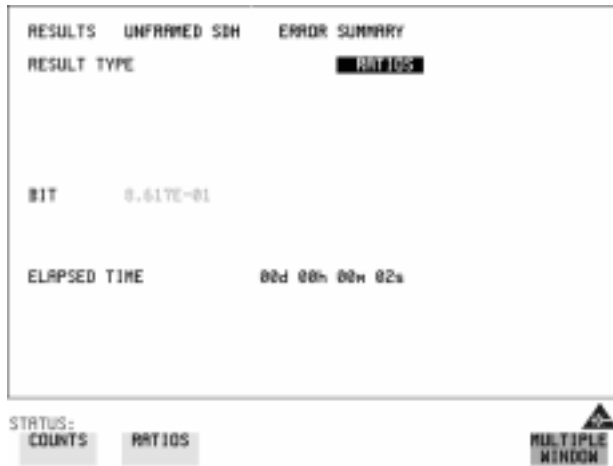 RESULTS UNFRAMED SDH ERROR SUMMARY
RESULT TYPE RATIOS
BIT 8.617E-01
ELAPSED TIME 00d 00h 00m 02s
STATUS:
COUNTS RATIOS MULTIPLE
WINDOW